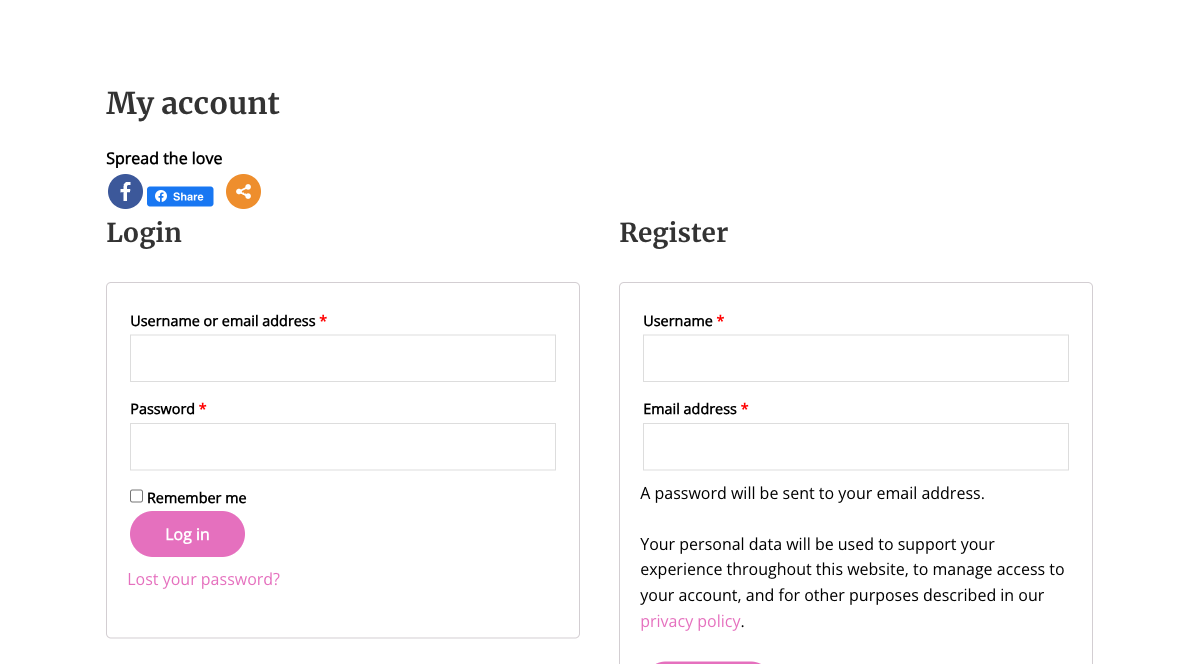 My account
Spread the love
Share
Login
Username or email address *
Password *
Remember me
Log in
Lost your password?
Register
Username *
Email address *
A password will be sent to your email address.
Your personal data will be used to support your
experience throughout this website, to manage access to
your account, and for other purposes described in our
privacy policy.